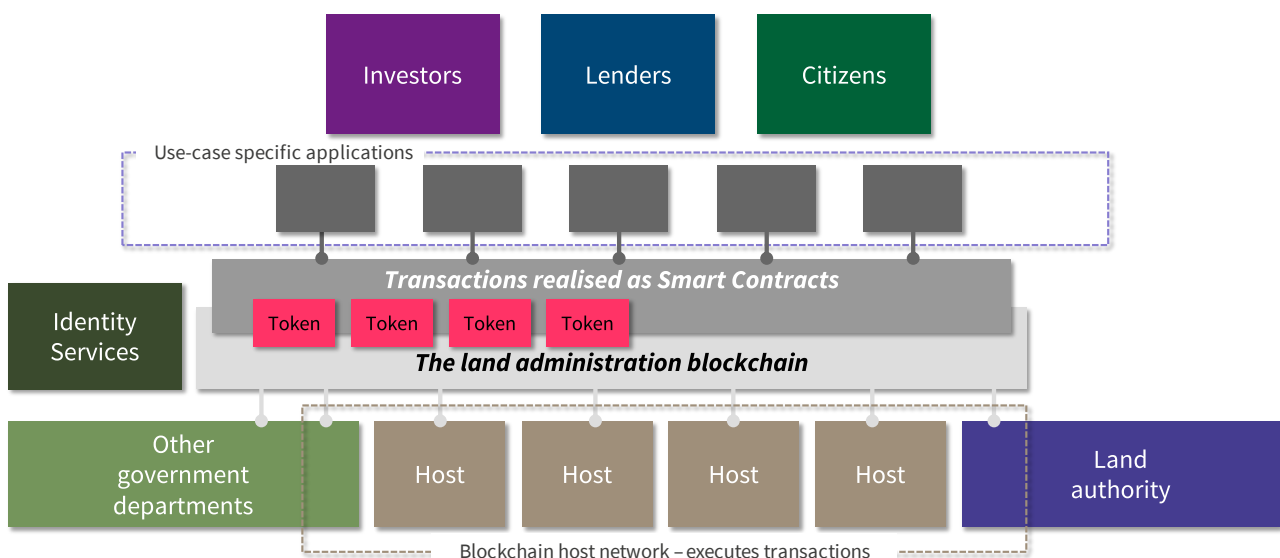 Investors
Lenders
Citizens
Use-case specific applications
Transactions realised as Smart Contracts
Identity
Services
Token
Token
Token
Token
The land administration blockchain
Other
government
departments
Host
Host
Host
Host
Land
authority
Blockchain host network – executes transactions